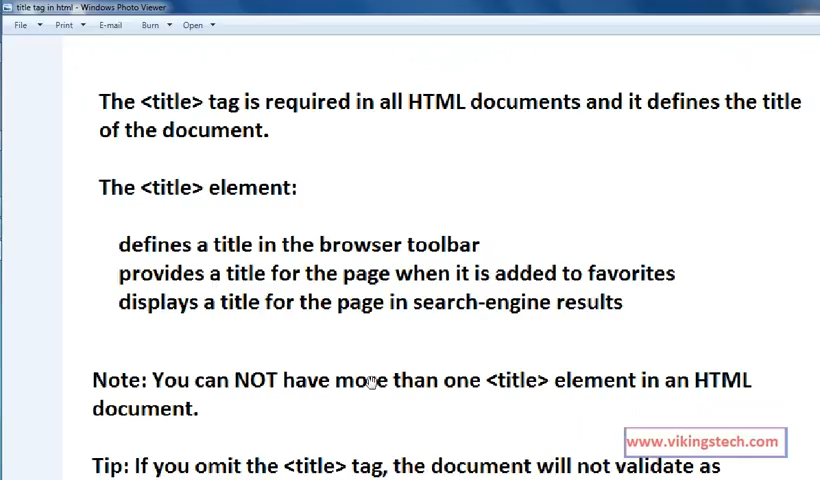 title tag in html - Windows Photo Viewer
File Print E-mail Burn Open
The <title> tag is required in all HTML documents and it defines the title
of the document.
The <title> element:
defines a title in the browser toolbar
provides a title for the page when it is added to favorites
displays a title for the page in search-engine results
Note: You can NOT have more than one <title> element in an HTML
document.
www.vikingstech.com
Tip: If you omit the <title> tag, the document will not validate as